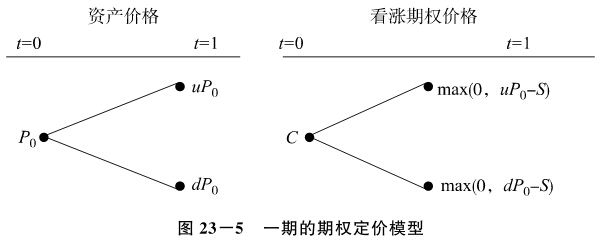 资产价格 看涨期权价格
t=0 t=1 t=0 t=1
uP₀ max(0, uP₀-S)
P₀ C
dP₀ max(0, dP₀-S)
图 23-5 一期的期权定价模型